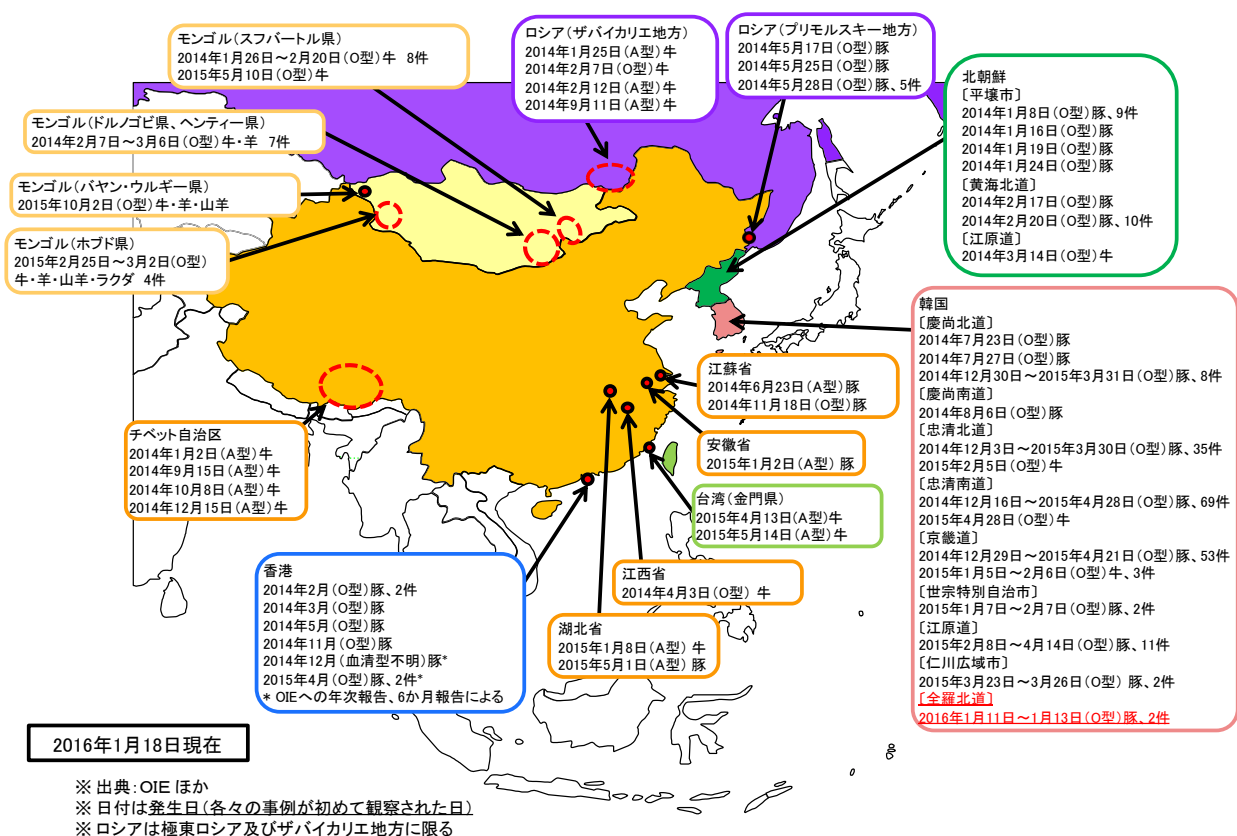 モンゴル(スフバートル県)
2014年1月26日～2月20日(O型)牛 8件
2015年5月10日(O型)牛
ロシア(ザバイカリエ地方)
2014年1月25日(A型)牛
2014年2月7日(O型)牛
2014年2月12日(A型)牛
2014年9月11日(A型)牛
ロシア(プリモルスキー地方)
2014年5月17日(O型)豚
2014年5月25日(O型)豚
2014年5月28日(O型)豚、5件
北朝鮮
〔平壌市〕
2014年1月8日(O型)豚、9件
2014年1月16日(O型)豚
2014年1月19日(O型)豚
2014年1月24日(O型)豚
〔黄海北道〕
2014年2月17日(O型)豚
2014年2月20日(O型)豚、10件
〔江原道〕
2014年3月14日(O型)牛
モンゴル(ドルノゴビ県、ヘンティー県)
2014年2月7日～3月6日(O型)牛・羊 7件
モンゴル(バヤン・ウルギー県)
2015年10月2日(O型)牛・羊・山羊
モンゴル(ホブド県)
2015年2月25日～3月2日(O型)
牛・羊・山羊・ラクダ 4件
韓国
〔慶尚北道〕
2014年7月23日(O型)豚
2014年7月27日(O型)豚
2014年12月30日～2015年3月31日(O型)豚、8件
〔慶尚南道〕
2014年8月6日(O型)豚
〔忠清北道〕
2014年12月3日～2015年3月30日(O型)豚、35件
2015年2月5日(O型)牛
〔忠清南道〕
2014年12月16日～2015年4月28日(O型)豚、69件
2015年4月28日(O型)牛
〔京畿道〕
2014年12月29日～2015年4月21日(O型)豚、53件
2015年1月5日～2月6日(O型)牛、3件
〔世宗特別自治市〕
2015年1月7日～2月7日(O型)豚、2件
〔江原道〕
2015年2月8日～4月14日(O型)豚、11件
〔仁川広域市〕
2015年3月23日～3月26日(O型) 豚、2件
〔全羅北道〕
2016年1月11日～1月13日(O型)豚、2件
江蘇省
2014年6月23日(A型)豚
2014年11月18日(O型)豚
安徽省
2015年1月2日(A型) 豚
台湾(金門県)
2015年4月13日(A型)牛
2015年5月14日(A型)牛
チベット自治区
2014年1月2日(A型)牛
2014年9月15日(A型)牛
2014年10月8日(A型)牛
2014年12月15日(A型)牛
香港
2014年2月(O型)豚、2件
2014年3月(O型)豚
2014年5月(O型)豚
2014年11月(O型)豚
2014年12月(血清型不明)豚*
2015年4月(O型)豚、2件*
* OIEへの年次報告、6か月報告による
江西省
2014年4月3日(O型) 牛
湖北省
2015年1月8日(A型) 牛
2015年5月1日(A型) 豚
2016年1月18日現在
※ 出典：OIE ほか
※ 日付は発生日(各々の事例が初めて観察された日)
※ ロシアは極東ロシア及びザバイカリエ地方に限る